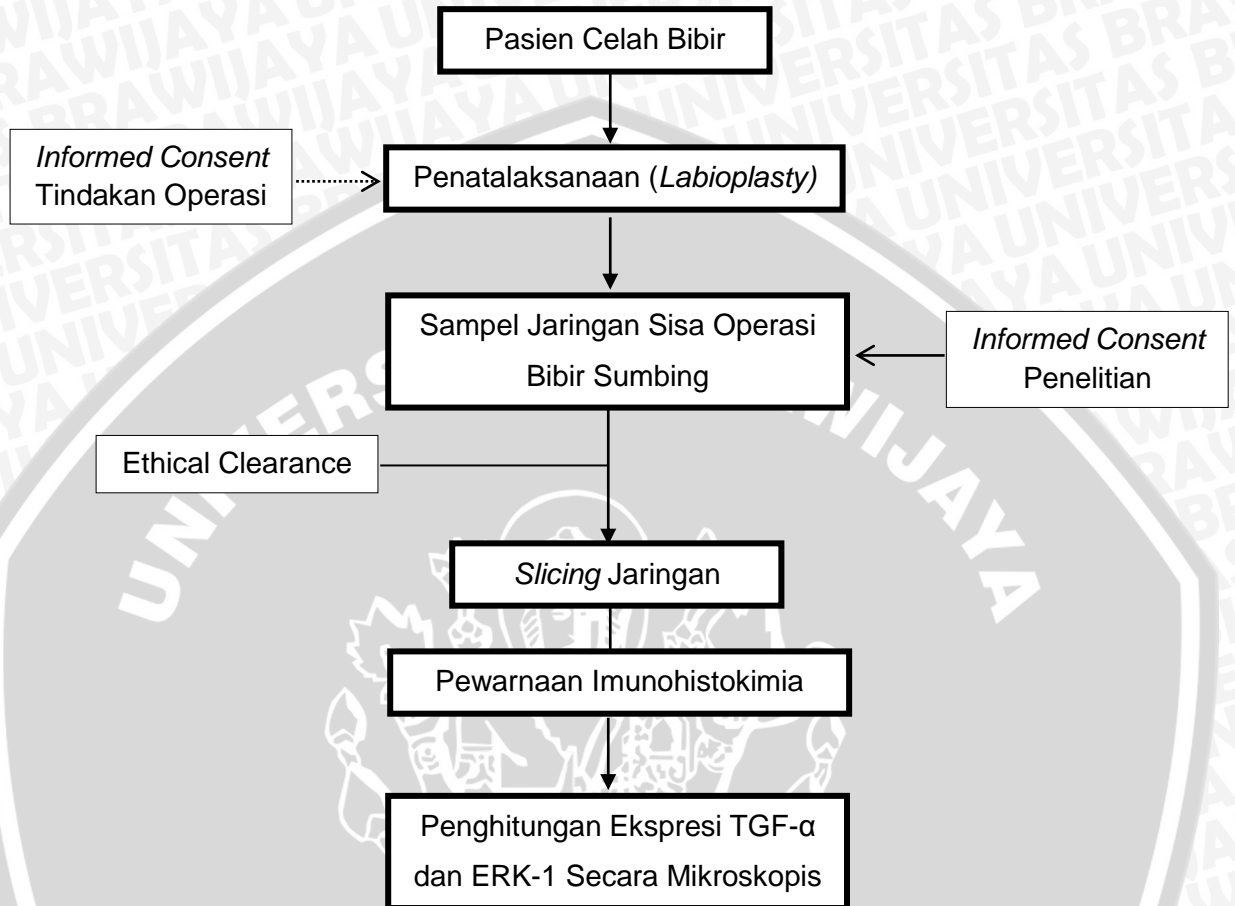 Pasien Celah Bibir
Informed Consent
Tindakan Operasi
Penatalaksanaan (Labioplasty)
Sampel Jaringan Sisa Operasi
Bibir Sumbing
Informed Consent
Penelitian
Ethical Clearance
Slicing Jaringan
Pewarnaan Imunohistokimia
Penghitungan Ekspresi TGF-α
dan ERK-1 Secara Mikroskopis